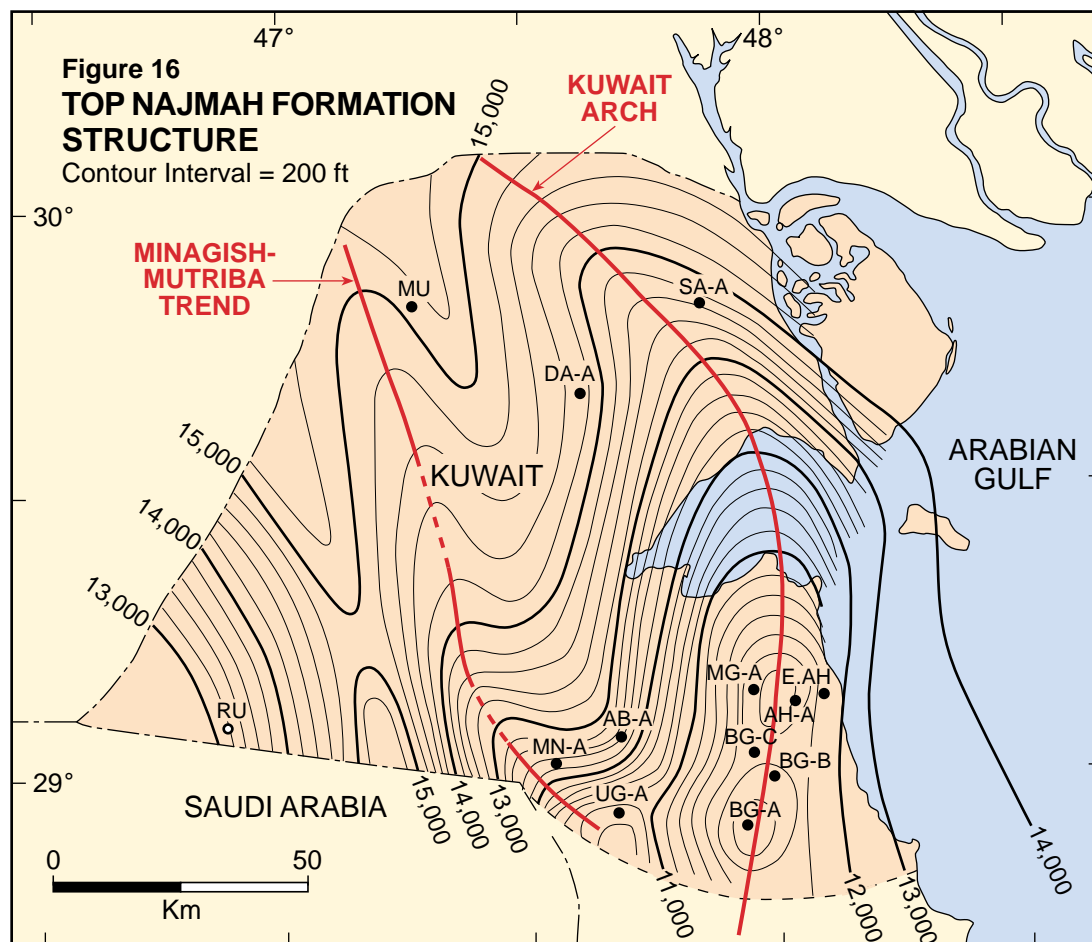 47°
48°
Figure 16
TOP NAJMAH FORMATION
STRUCTURE
Contour Interval = 200 ft
15,000
KUWAIT
ARCH
30°
MINAGISH-
MUTRIBA
TREND
MU
SA-A
DA-A
15,000
KUWAIT
ARABIAN
GULF
14,000
13,000
RU
MG-A
E.AH
AH-A
AB-A
BG-C
MN-A
BG-B
29°
UG-A
BG-A
SAUDI ARABIA
15,000
14,000
13,000
11,000
12,000
13,000
14,000
0
50
Km